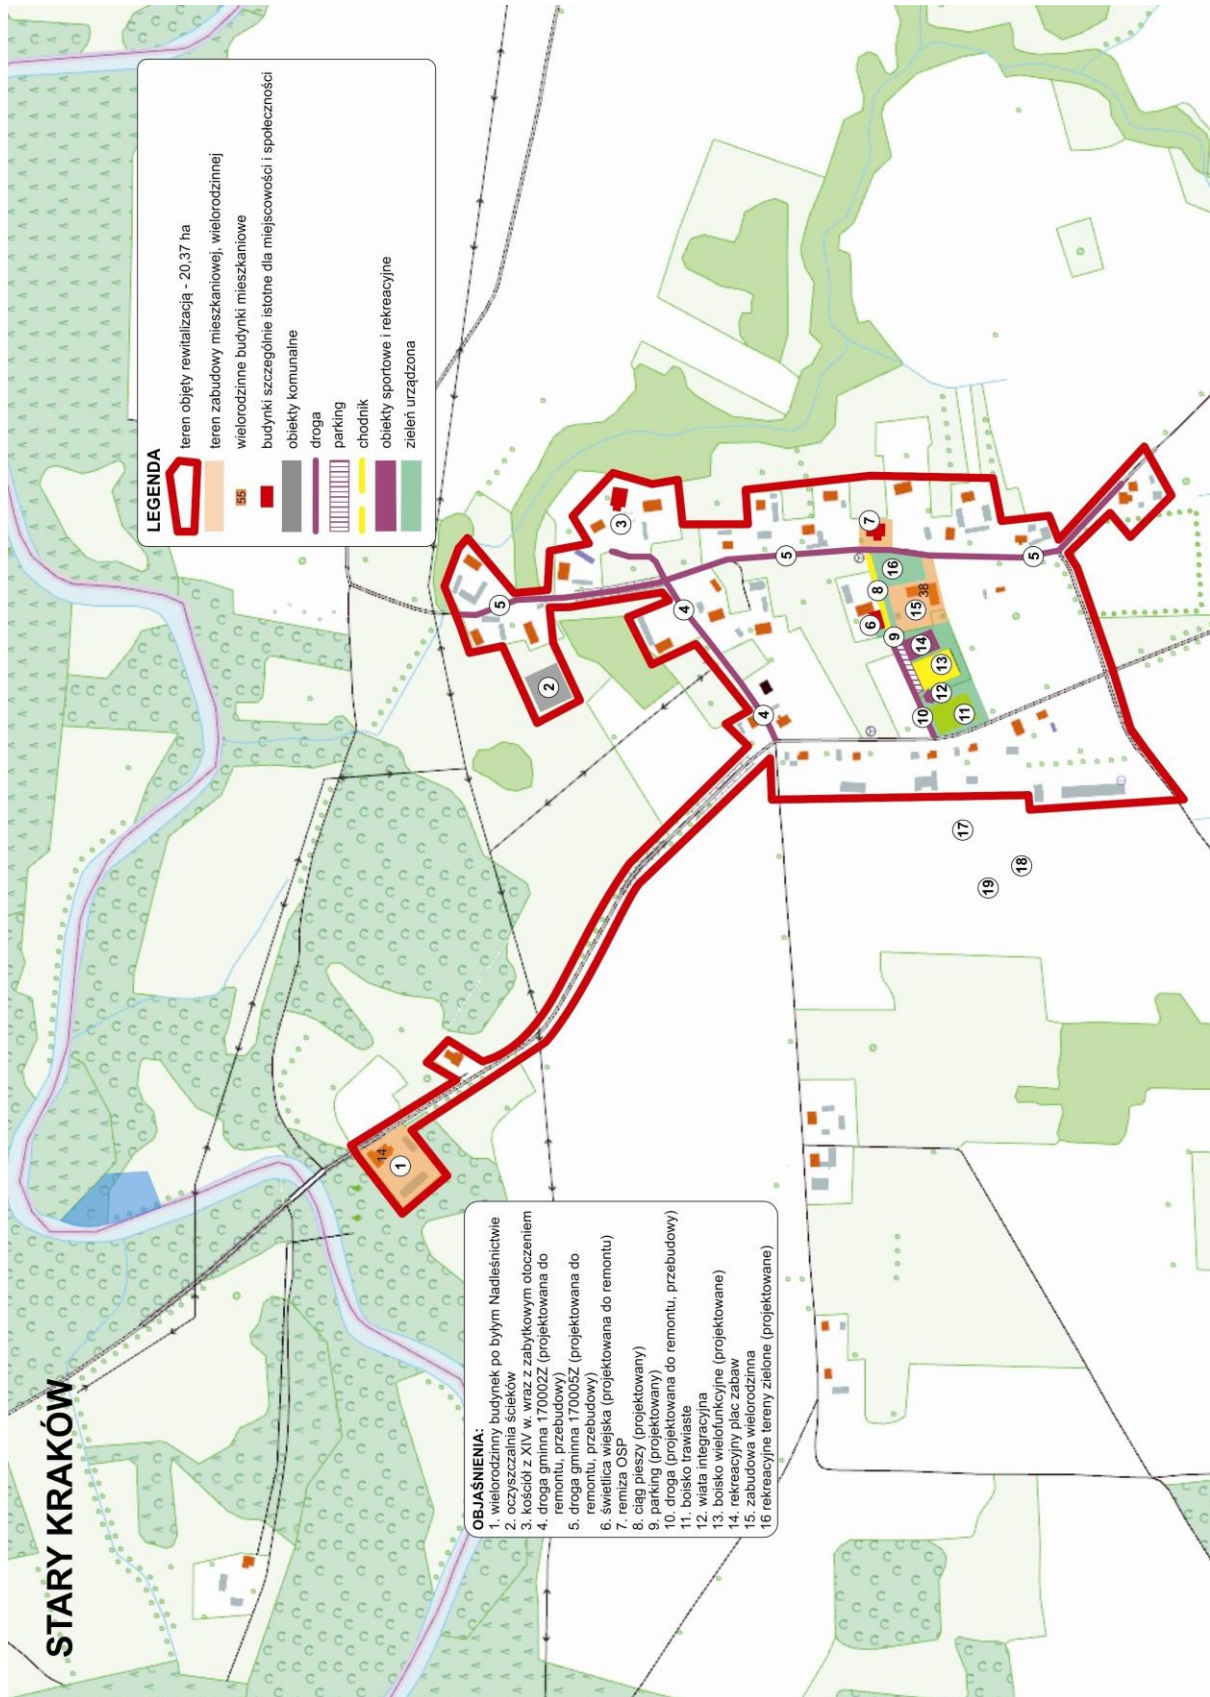 STARY KRAKÓW
LEGENDA
teren objęty rewitalizacją - 20,37 ha
teren zabudowy mieszkaniowej, wielorodzinnej
55 wielorodzinne budynki mieszkaniowe
budynki szczególnie istotne dla miejscowości i społeczności
obiekty komunalne
droga
parking
chodnik
obiekty sportowe i rekreacyjne
zieleń urządzona
OBJAŚNIENIA:
1. wielorodzinny budynek po byłym Nadleśnictwie
2. oczyszczalnia ścieków
3. kościół z XIV w. wraz z zabytkowym otoczeniem
4. droga gminna 170002Z (projektowana do
remontu, przebudowy)
5. droga gminna 170005Z (projektowana do
remontu, przebudowy)
6. świetlica wiejska (projektowana do remontu)
7. remiza OSP
8. ciąg pieszy (projektowany)
9. parking (projektowany)
10. droga (projektowana do remontu, przebudowy)
11. boisko trawiaste
12. wiata integracyjna
13. boisko wielofunkcyjne (projektowane)
14. rekreacyjny plac zabaw
15. zabudowa wielorodzinna
16 rekreacyjne tereny zielone (projektowane)
14
1
2
5
3
4
4
5
7
16
8
6
38
15
9
14
13
12
10
11
5
17
18
19